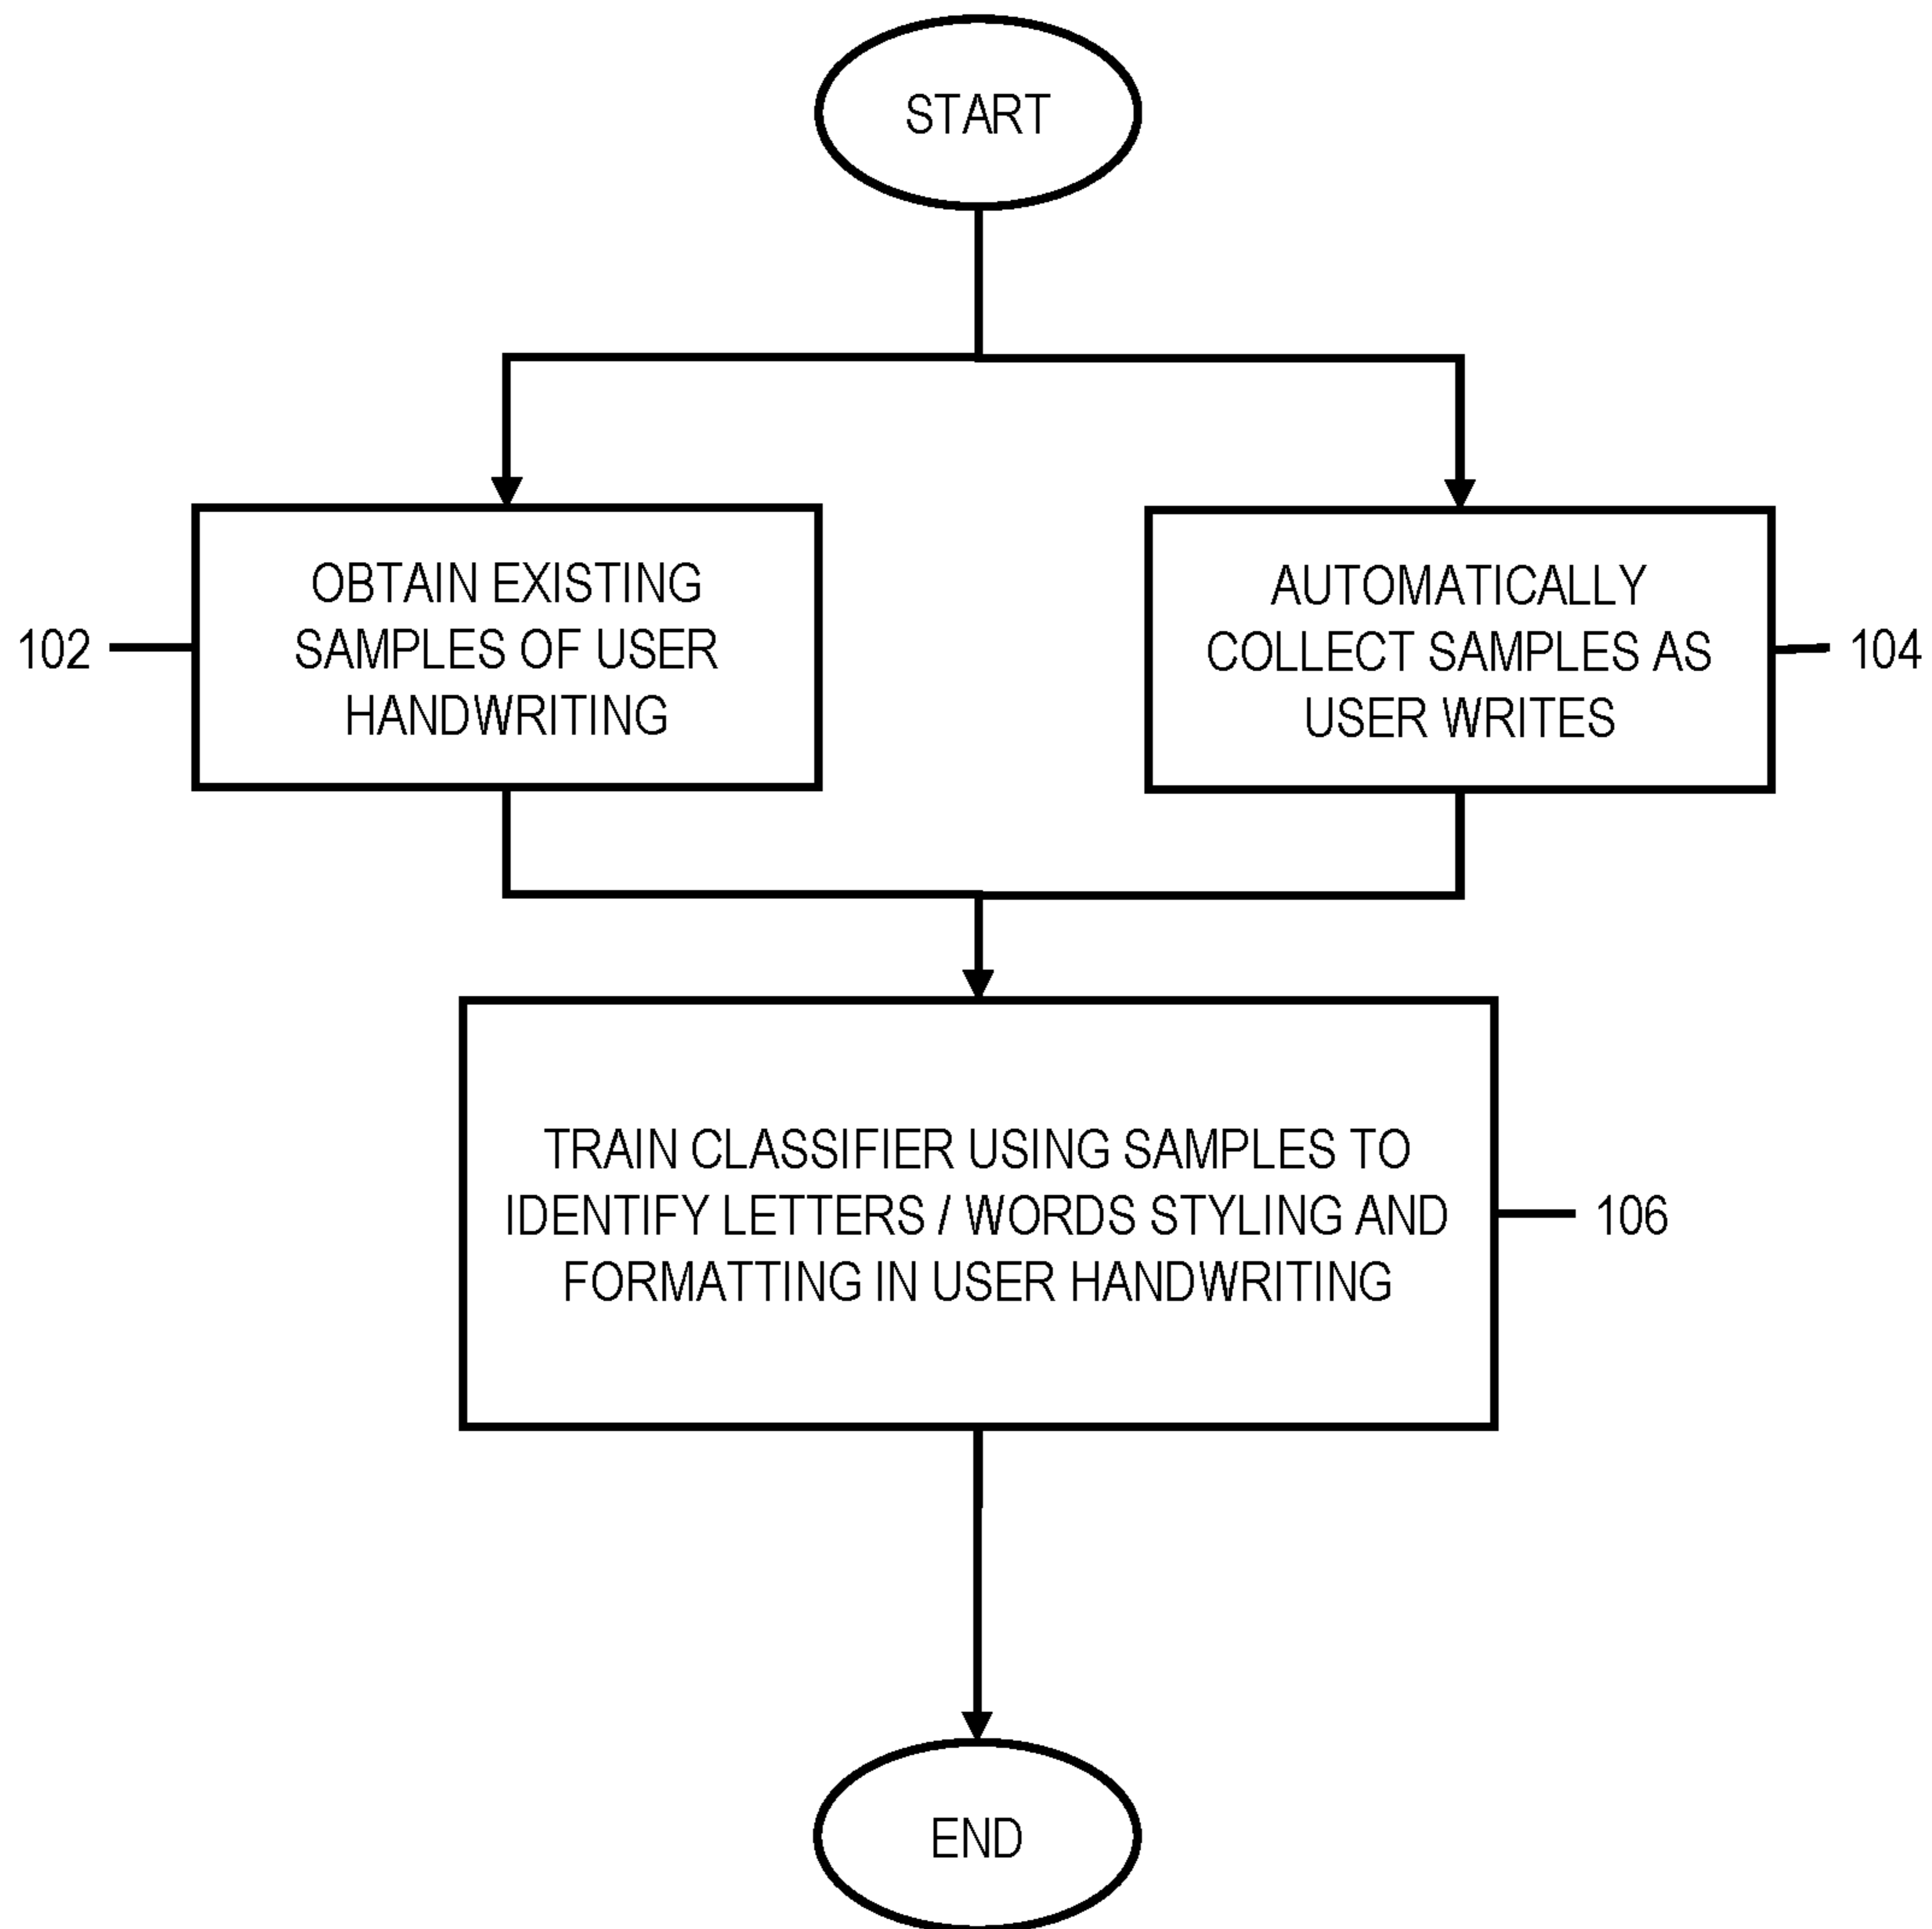 START
OBTAIN EXISTING
SAMPLES OF USER
HANDWRITING
102
AUTOMATICALLY
COLLECT SAMPLES AS
USER WRITES
104
TRAIN CLASSIFIER USING SAMPLES TO
IDENTIFY LETTERS / WORDS STYLING AND
FORMATTING IN USER HANDWRITING
106
END